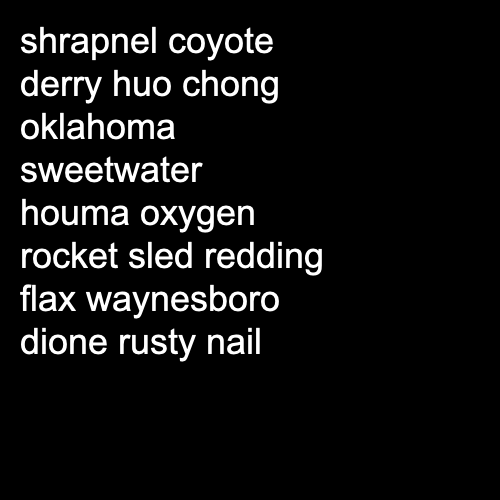 shrapnel coyote
derry huo chong
oklahoma
sweetwater
houma oxygen
rocket sled redding
flax waynesboro
dione rusty nail